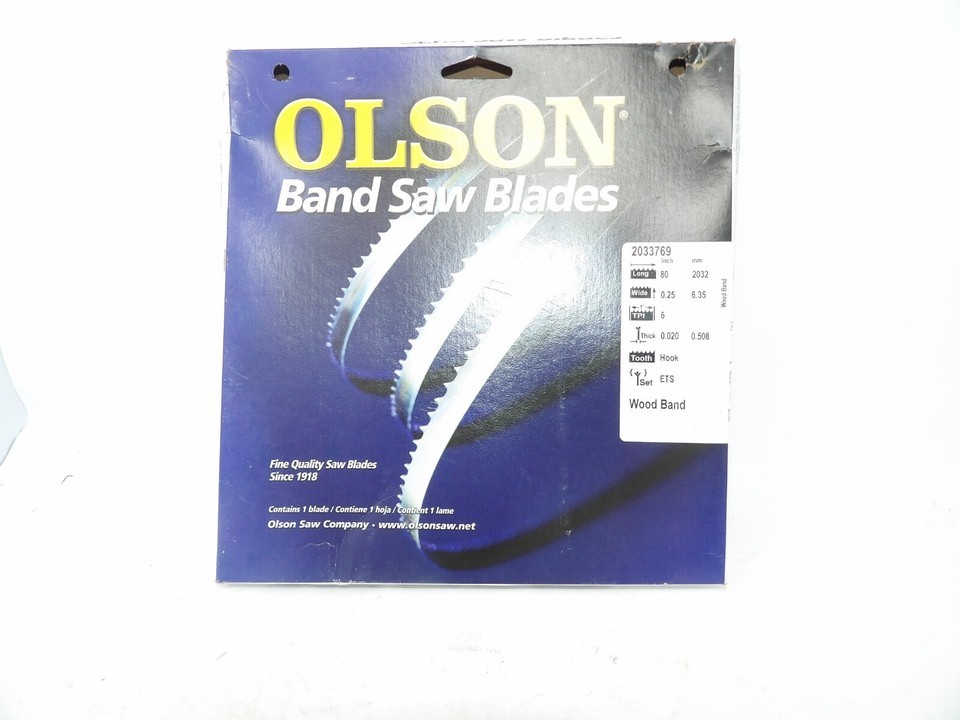 OLSON®
Band Saw Blades
2033769
Inch mm
Long 80 2032
Wide 0.25 6.35
TPI 6
Thick 0.020 0.508
Tooth Hook
Set ETS
Wood Band
Wood Band
Fine Quality Saw Blades
Since 1918
Contains 1 blade / Contiene 1 hoja / Contient 1 lame
Olson Saw Company · www.olsonsaw.net